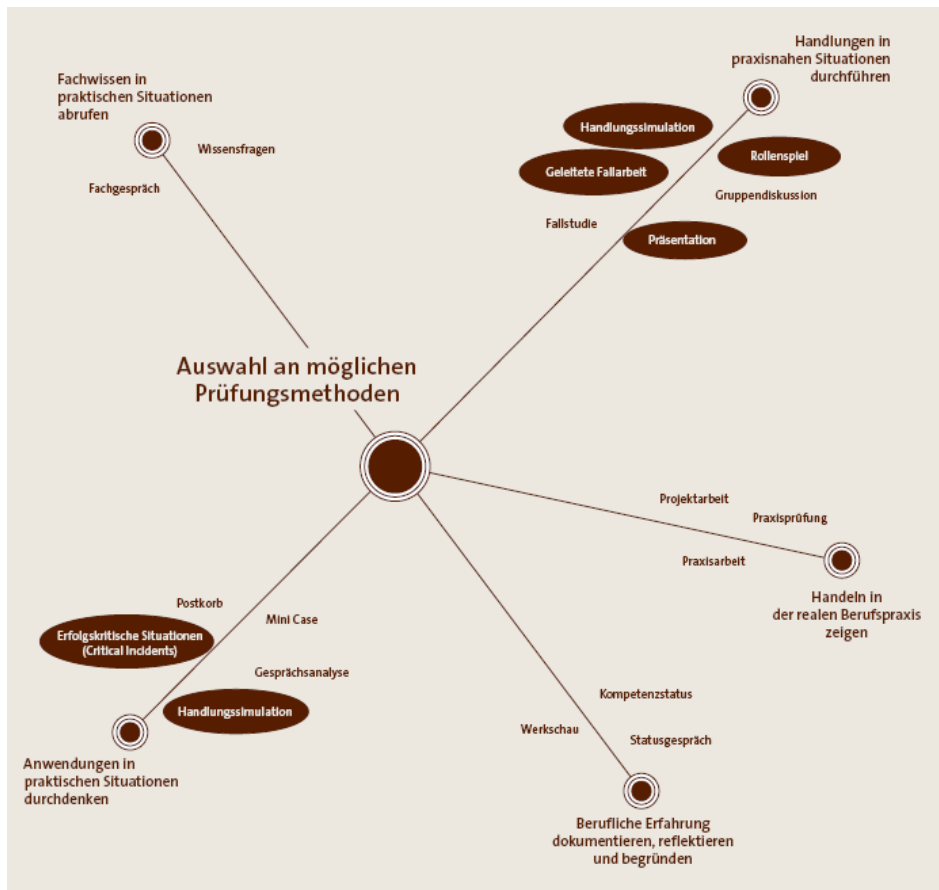 Fachwissen in
praktischen Situationen
abrufen
Wissensfragen
Fachgespräch
Handlungen in
praxisnahen Situationen
durchführen
Handlungssimulation
Rollenspiel
Geleitete Fallarbeit
Gruppendiskussion
Fallstudie
Präsentation
Auswahl an möglichen
Prüfungsmethoden
Projektarbeit
Praxisprüfung
Praxisarbeit
Handeln in
der realen Berufspraxis
zeigen
Postkorb
Mini Case
Erfolgskritische Situationen
(Critical Incidents)
Gesprächsanalyse
Handlungssimulation
Anwendungen in
praktischen Situationen
durchdenken
Kompetenzstatus
Werkschau
Statusgespräch
Berufliche Erfahrung
dokumentieren, reflektieren
und begründen